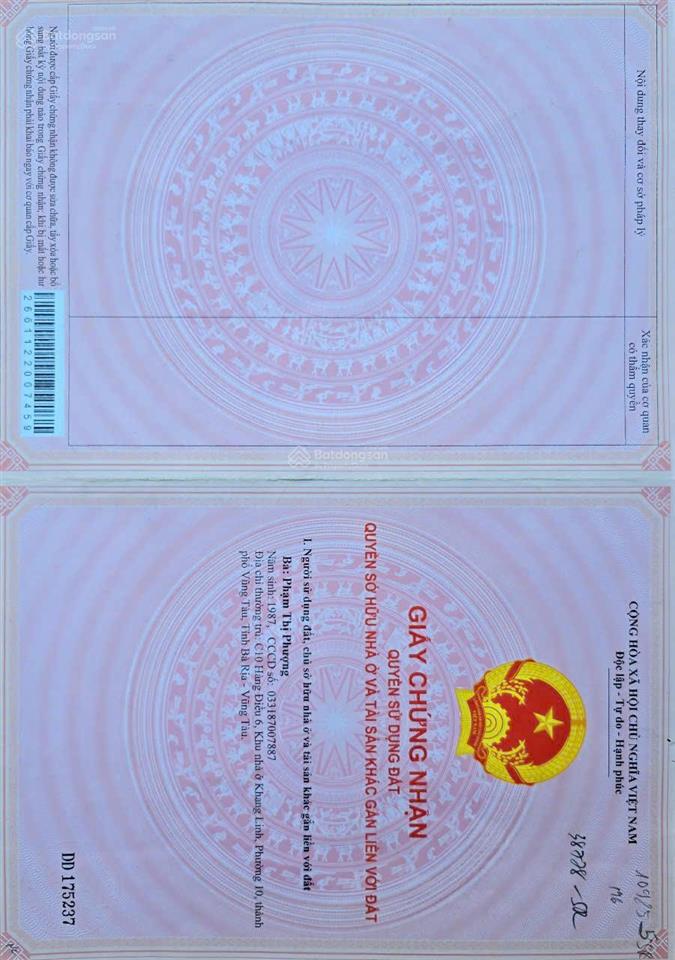 CỘNG HÒA XÃ HỘI CHỦ NGHĨA VIỆT NAM
Độc lập - Tự do - Hạnh phúc
GIẤY CHỨNG NHẬN
QUYỀN SỬ DỤNG ĐẤT
QUYỀN SỞ HỮU NHÀ Ở VÀ TÀI SẢN KHÁC GẮN LIỀN VỚI ĐẤT
I. Người sử dụng đất, chủ sở hữu nhà ở và tài sản khác gắn liền với đất
Bà: Phạm Thị Phượng
Năm sinh: 1987, CCCD số: 033187007887
Địa chỉ thường trú: C10 Hàng Điều 6, Khu nhà ở Khang Linh, Phường 10, thành
phố Vũng Tàu, Tỉnh Bà Rịa - Vũng Tàu.
DD 175237
Nội dung thay đổi và cơ sở pháp lý
Xác nhận của cơ quan
có thẩm quyền
Người được cấp Giấy chứng nhận không được sửa chữa, tẩy xóa hoặc bổ
sung bất kỳ nội dung nào trong Giấy chứng nhận; khi bị mất hoặc hư
hỏng Giấy chứng nhận phải khai báo ngay với cơ quan cấp Giấy.
2661122007459
Batdongsan
Batdongsan